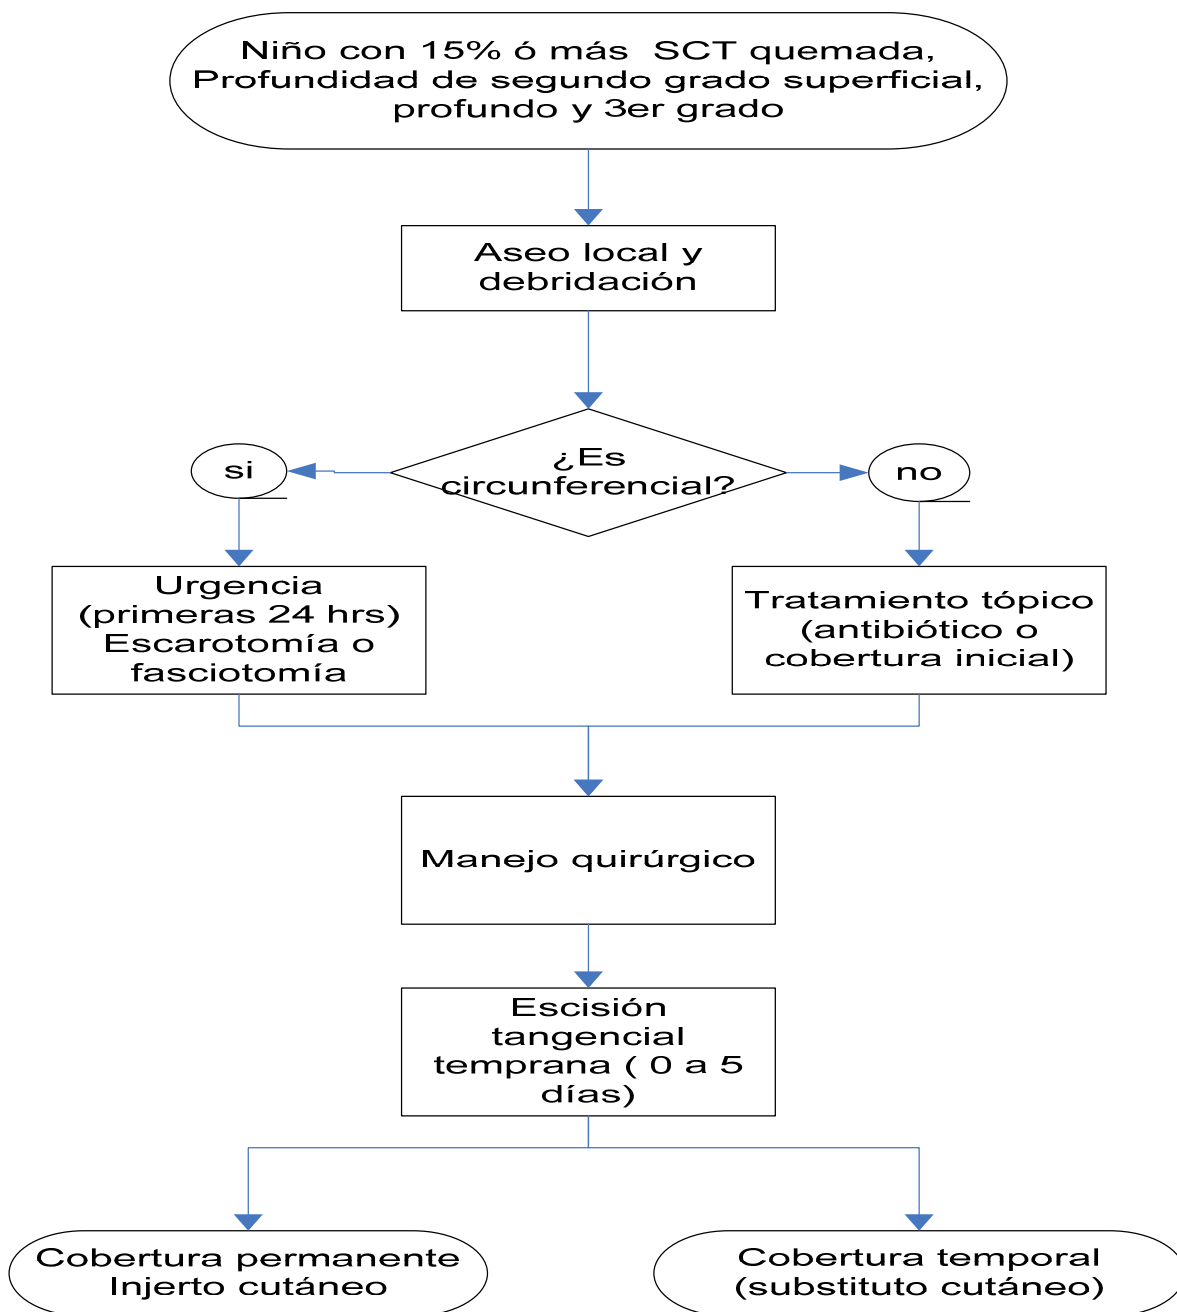 Niño con 15% ó más SCT quemada,
Profundidad de segundo grado superficial,
profundo y 3er grado
Aseo local y
debridación
¿Es
circunferencial?
si
no
Urgencia
(primeras 24 hrs)
Escarotomía o
fasciotomía
Tratamiento tópico
(antibiótico o
cobertura inicial)
Manejo quirúrgico
Escisión
tangencial
temprana ( 0 a 5
días)
Cobertura permanente
Injerto cutáneo
Cobertura temporal
(substituto cutáneo)